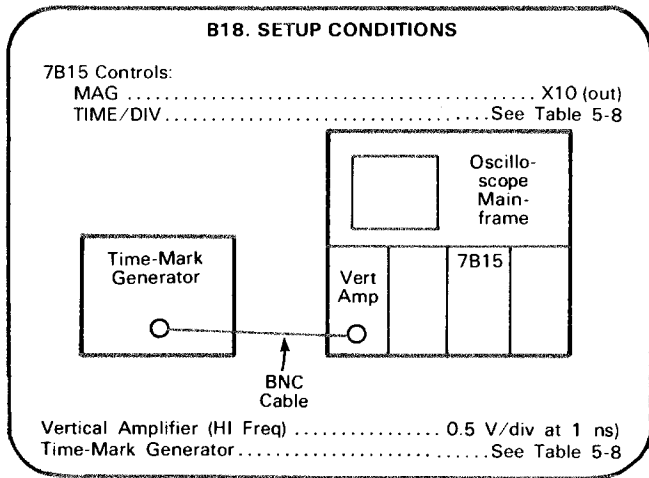 B18. SETUP CONDITIONS
7B15 Controls:
MAG ........................................ X10 (out)
TIME/DIV ................................... See Table 5-8
Oscillo-
scope
Main-
frame
Time-Mark
Generator
Vert
Amp
7B15
BNC
Cable
Vertical Amplifier (HI Freq) ................ 0.5 V/div at 1 ns)
Time-Mark Generator ......................... See Table 5-8